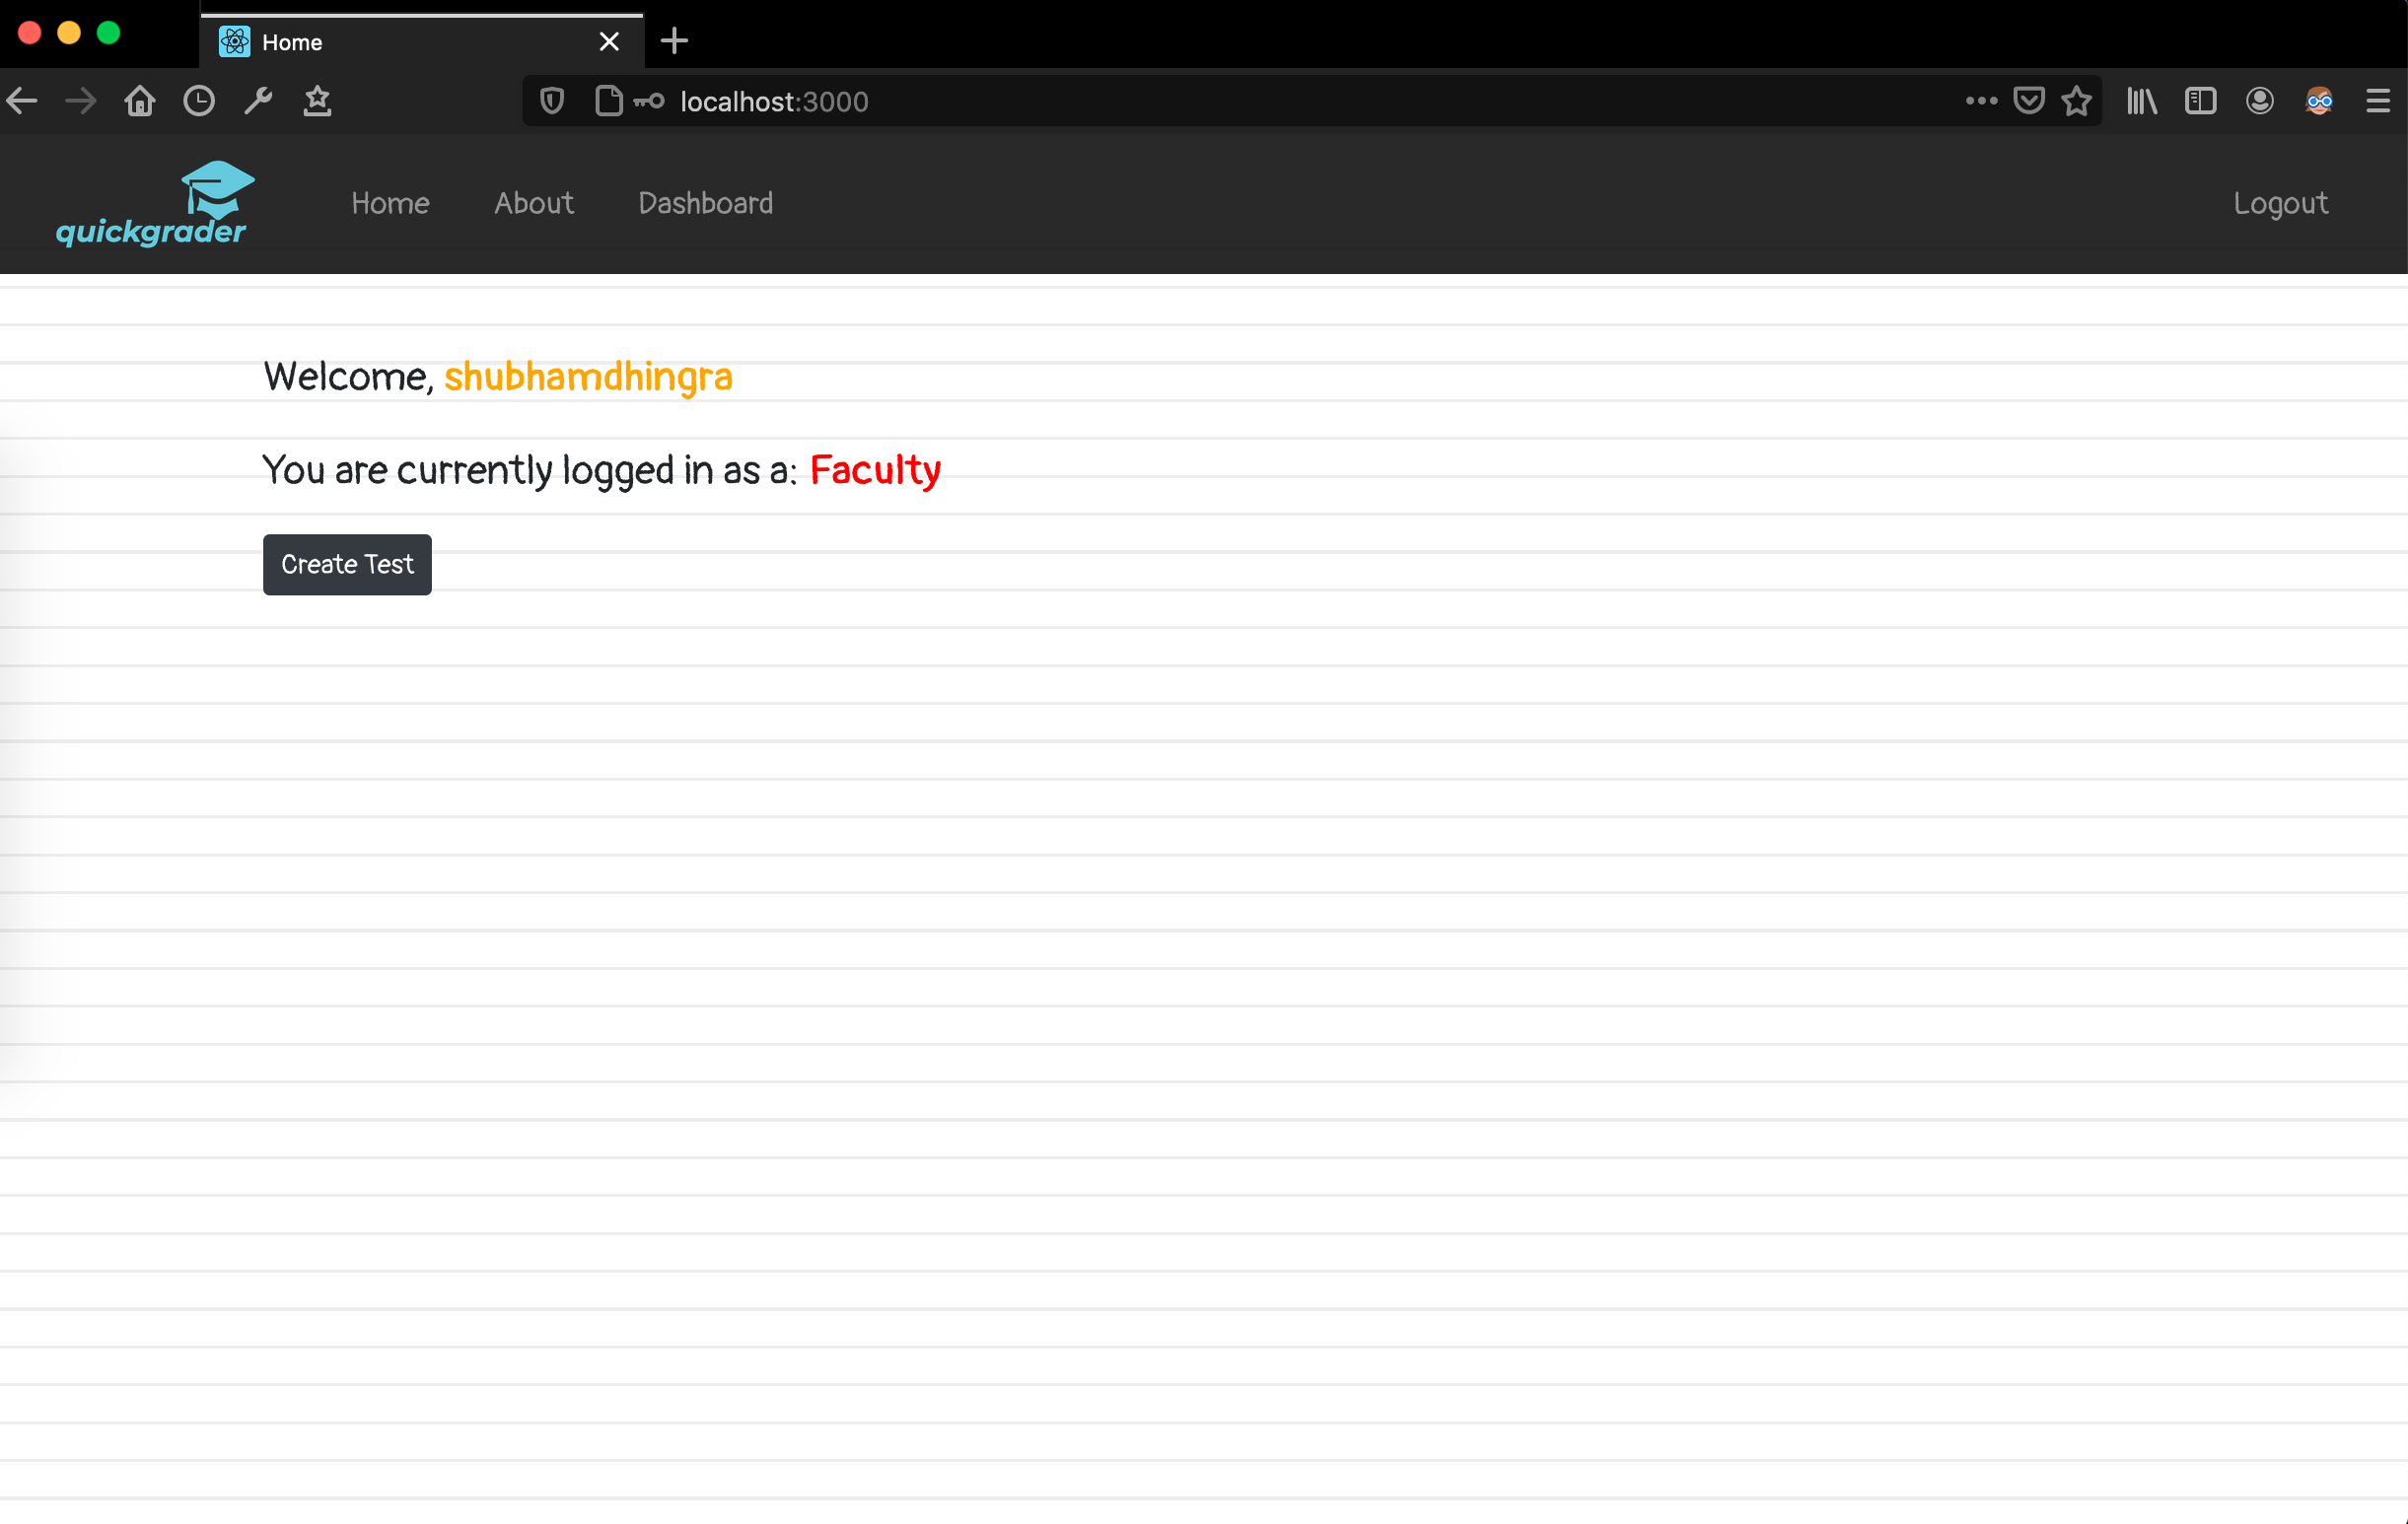 Home
localhost:3000
quickgrader
Home About Dashboard Logout
Welcome, shubhamdhingra
You are currently logged in as a: Faculty
Create Test